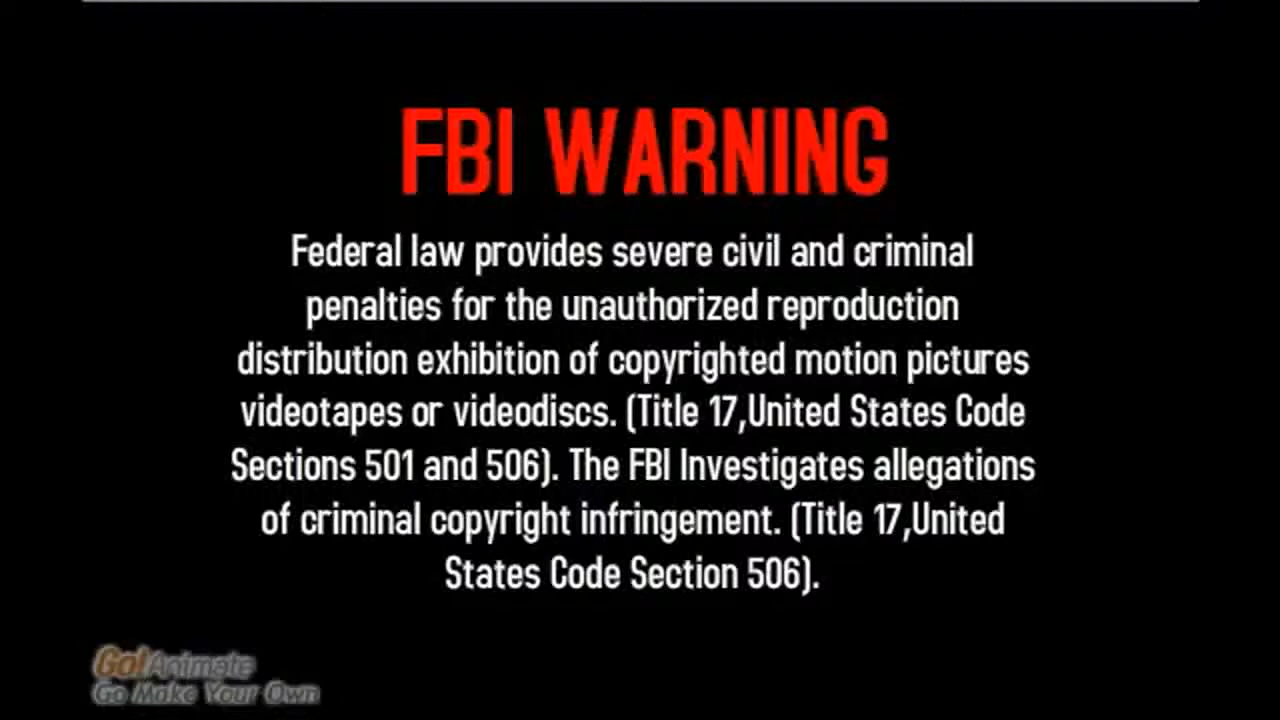 FBI WARNING
Federal law provides severe civil and criminal
penalties for the unauthorized reproduction
distribution exhibition of copyrighted motion pictures
videotapes or videodiscs. (Title 17,United States Code
Sections 501 and 506). The FBI Investigates allegations
of criminal copyright infringement. (Title 17,United
States Code Section 506).
Go!Animate
Go Make Your Own